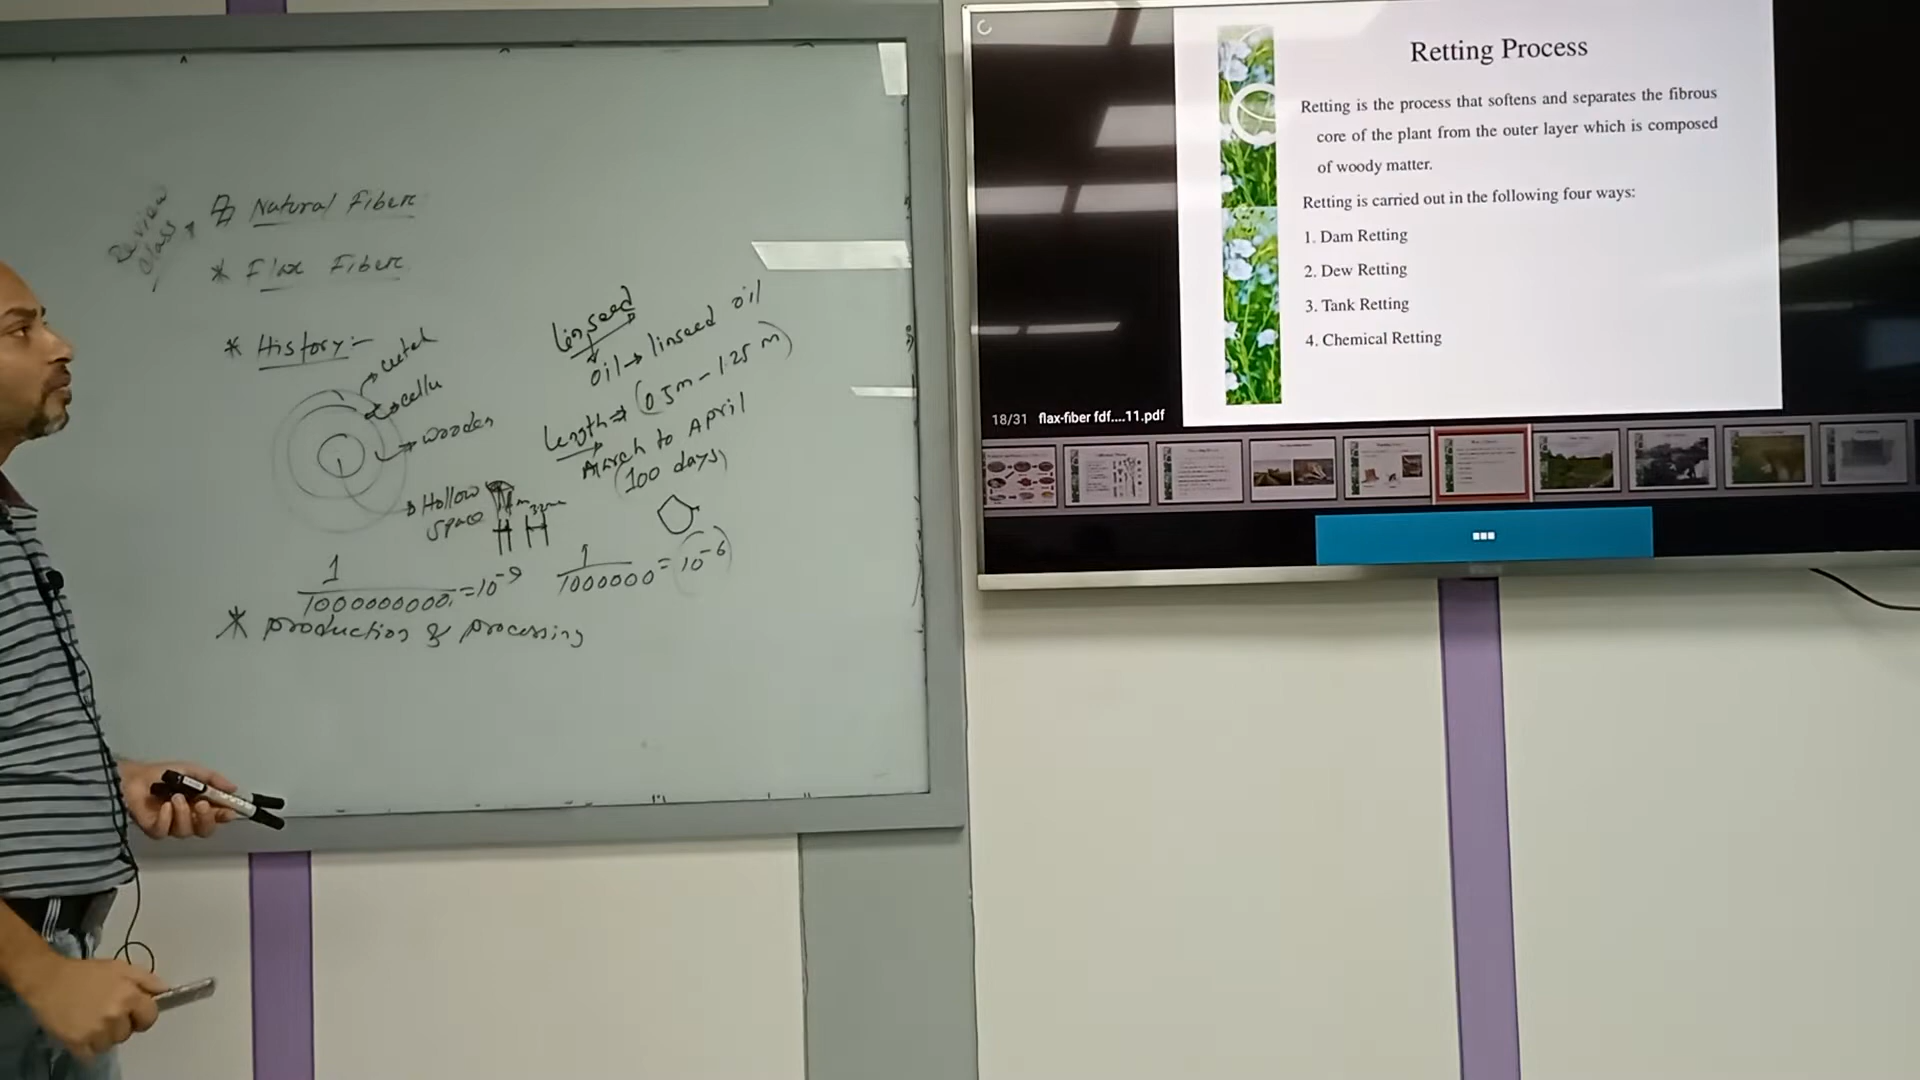 Review
class
Natural Fiber
* Flax Fiber
* History:-
cellu
wooden
Hollow
space
linseed
oil → linseed oil
length ⇒ (0.5m - 1.25 m)
March to April
(100 days)
1
1000000000 = 10⁻⁹
1
1000000 = 10⁻⁶
* production & processing
Retting Process
Retting is the process that softens and separates the fibrous
core of the plant from the outer layer which is composed
of woody matter.
Retting is carried out in the following four ways:
1. Dam Retting
2. Dew Retting
3. Tank Retting
4. Chemical Retting
18/31 flax-fiber fdf....11.pdf